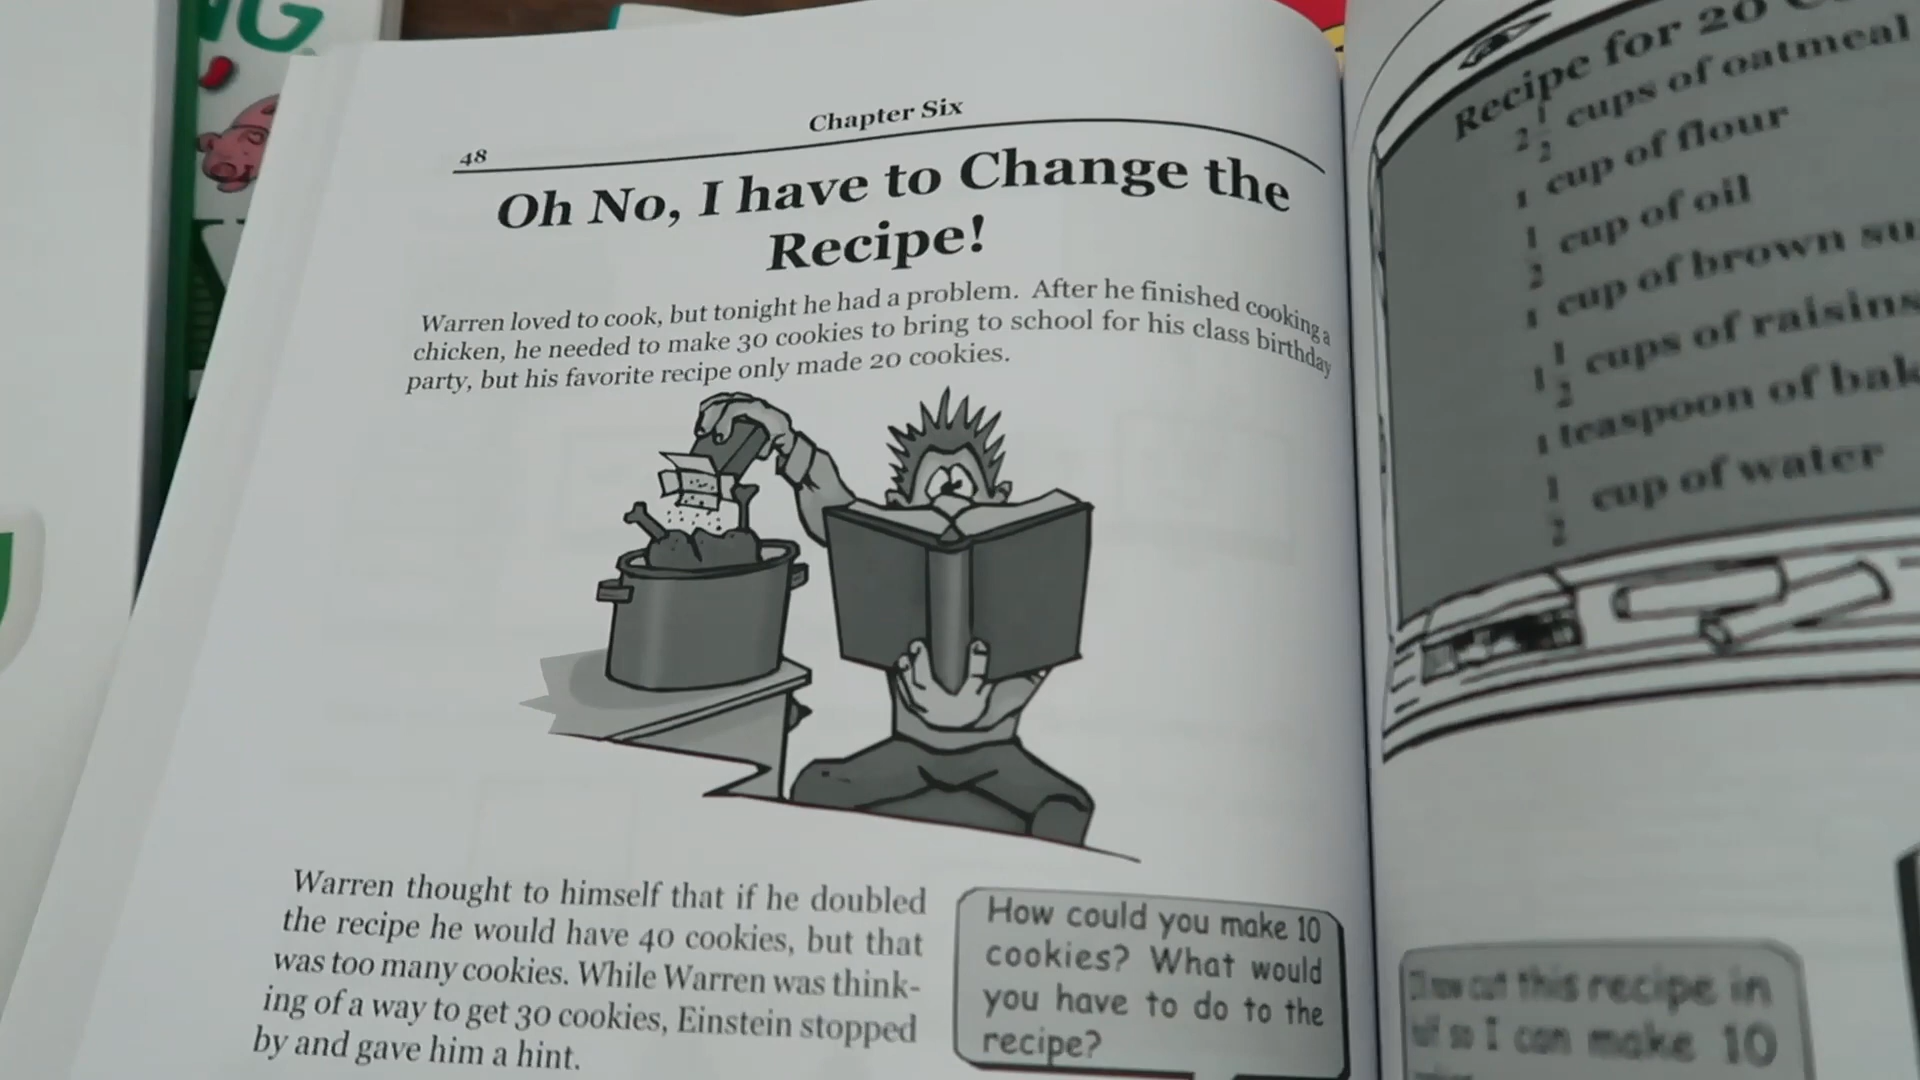 NG
48
Chapter Six
Oh No, I have to Change the
Recipe!
Warren loved to cook, but tonight he had a problem. After he finished cooking a
chicken, he needed to make 30 cookies to bring to school for his class birthday
party, but his favorite recipe only made 20 cookies.
Warren thought to himself that if he doubled
the recipe he would have 40 cookies, but that
was too many cookies. While Warren was think-
ing of a way to get 30 cookies, Einstein stopped
by and gave him a hint.
How could you make 10
cookies? What would
you have to do to the
recipe?
Recipe for 20
2 1/2 cups of oatmeal
1 cup of flour
1/2 cup of oil
1 cup of brown
1 1/2 cups of raisins
1 teaspoon of
1/2 cup of water
cut this recipe in
so I can make 10